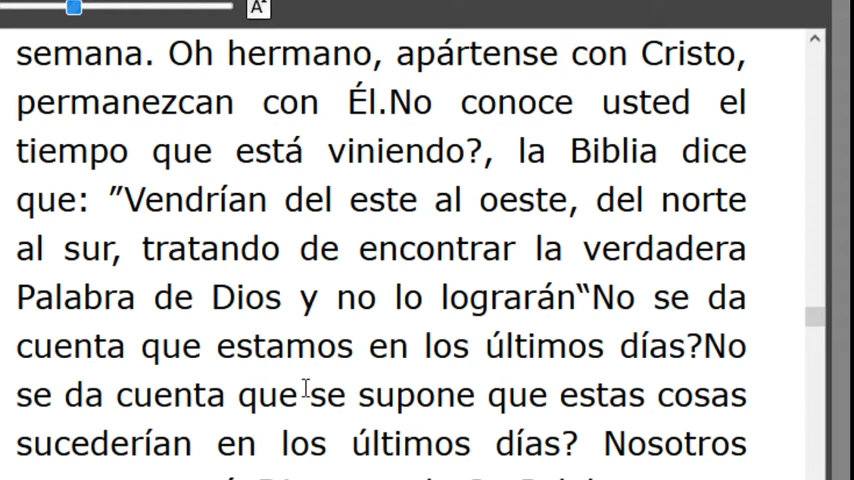 semana. Oh hermano, apártense con Cristo,
permanezcan con Él.No conoce usted el
tiempo que está viniendo?, la Biblia dice
que: ”Vendrían del este al oeste, del norte
al sur, tratando de encontrar la verdadera
Palabra de Dios y no lo lograrán‟No se da
cuenta que estamos en los últimos días?No
se da cuenta que se supone que estas cosas
sucederían en los últimos días? Nosotros